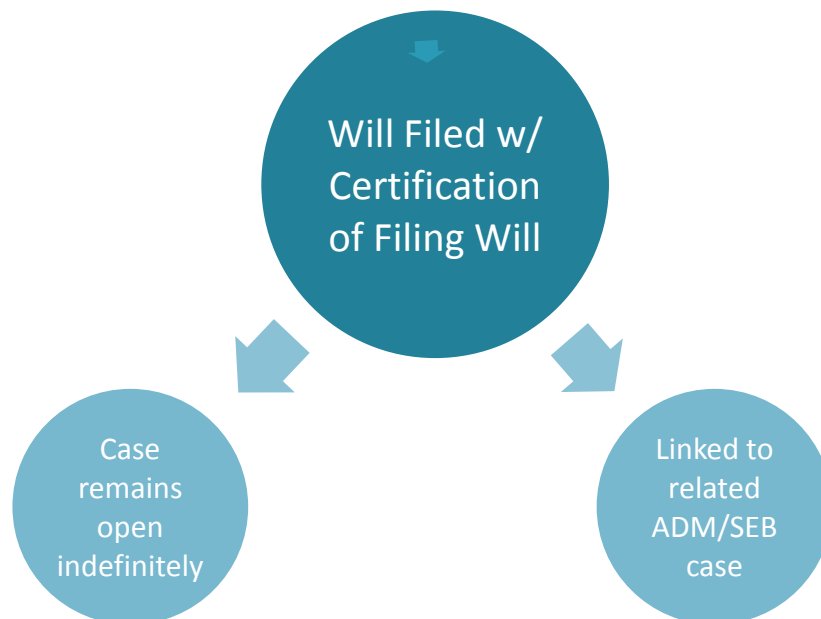 Will Filed w/
Certification
of Filing Will
Case
remains
open
indefinitely
Linked to
related
ADM/SEB
case